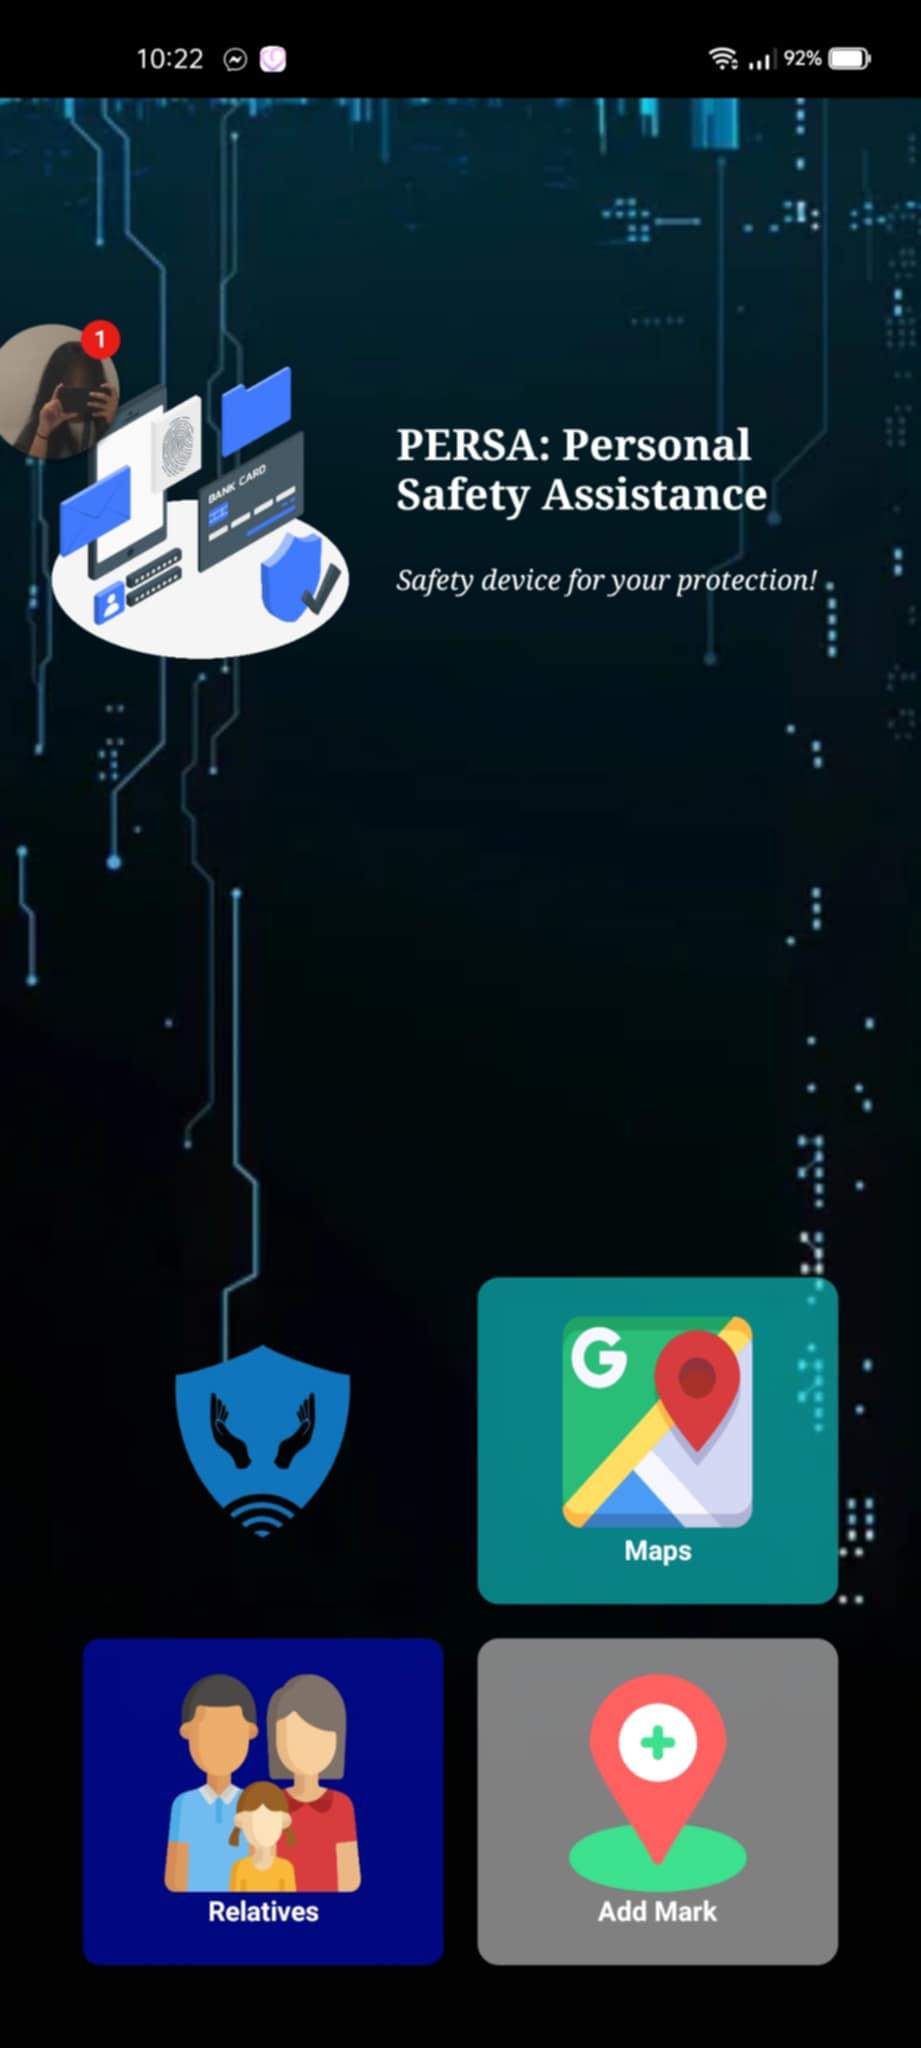 10:22
92%
1
BANK CARD
PERSA: Personal
Safety Assistance
Safety device for your protection!
G
Maps
Relatives
Add Mark